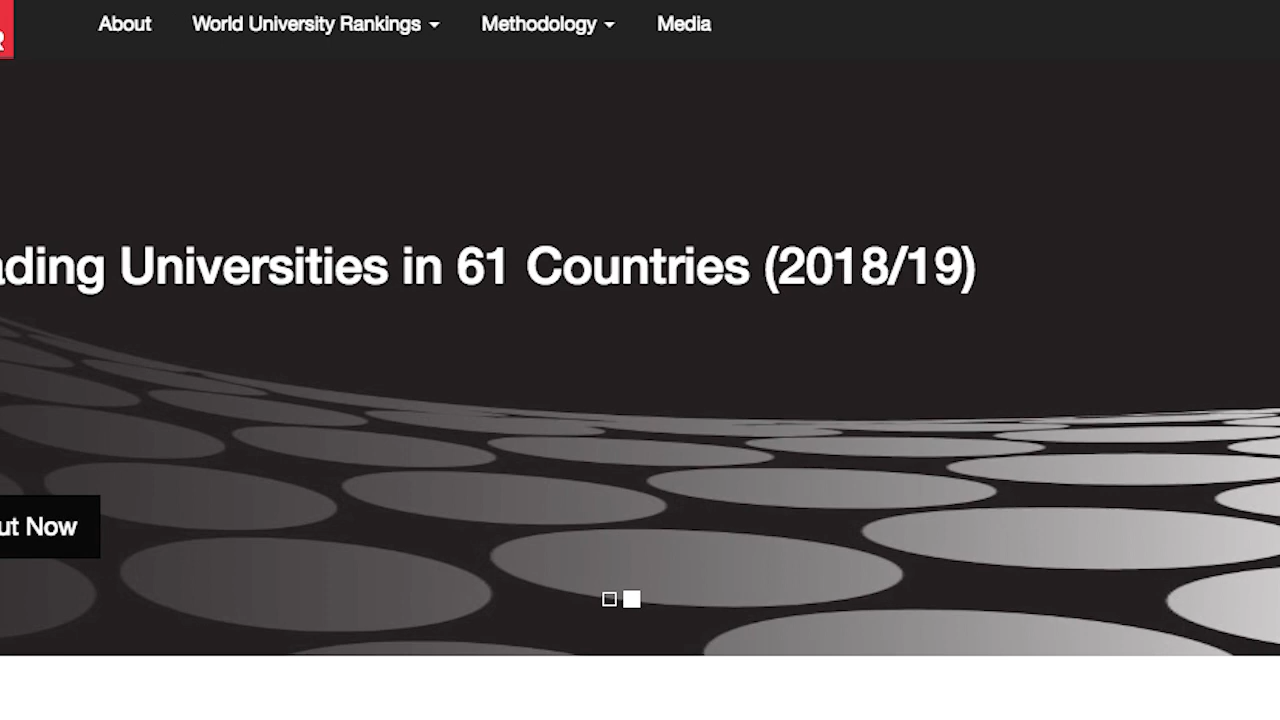 About World University Rankings Methodology Media
ading Universities in 61 Countries (2018/19)
ut Now